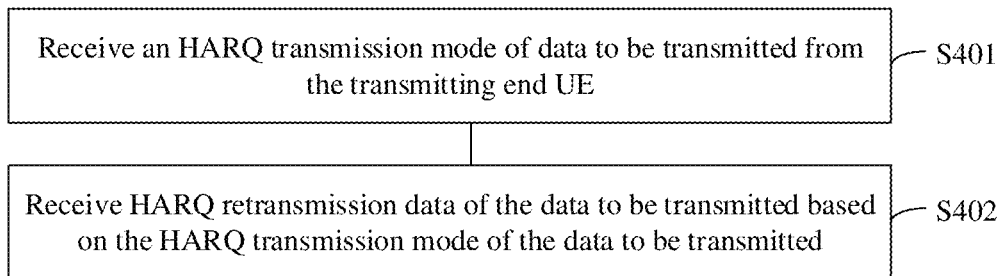 Receive an HARQ transmission mode of data to be transmitted from
the transmitting end UE
S401
Receive HARQ retransmission data of the data to be transmitted based
on the HARQ transmission mode of the data to be transmitted
S402